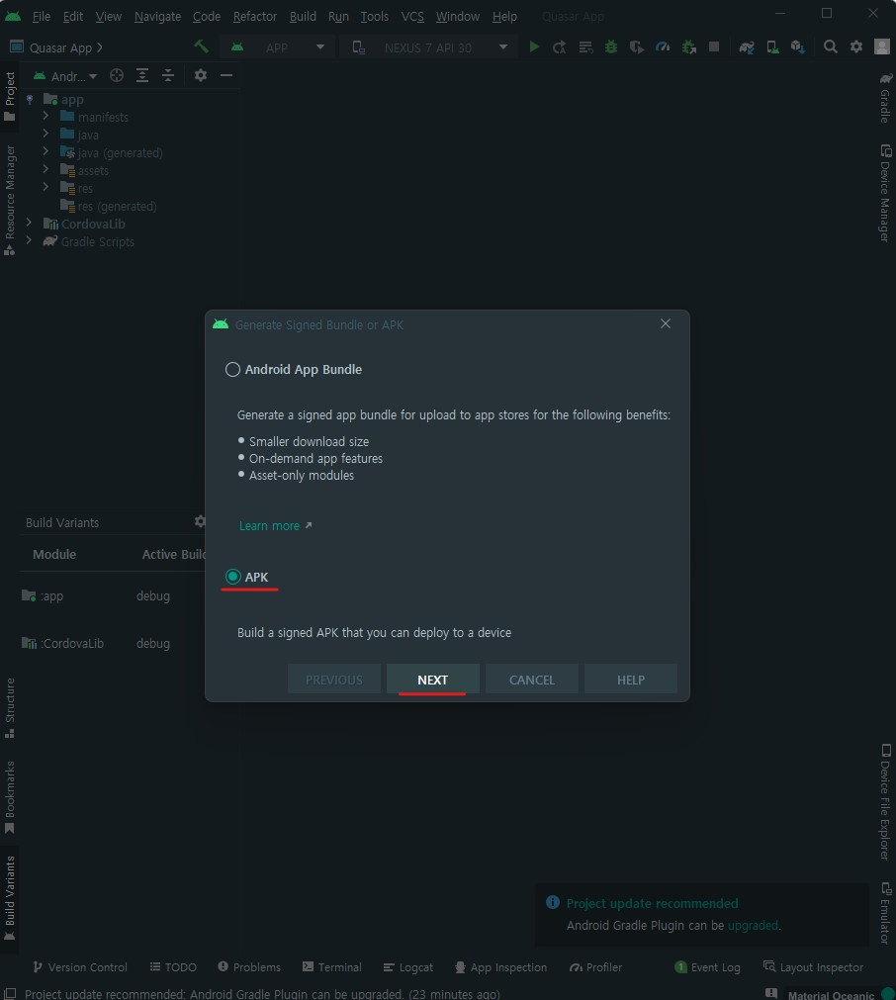 File Edit View Navigate Code Refactor Build Run Tools VCS Window Help Quasar App
Quasar App APP NEXUS 7 API 30
Andr...
Project
Resource Manager
Structure
Bookmarks
Build Variants
app
manifests
java
java (generated)
assets
res
res (generated)
CordovaLib
Gradle Scripts
Gradle
Device Manager
Device File Explorer
Emulator
Generate Signed Bundle or APK
Android App Bundle
Generate a signed app bundle for upload to app stores for the following benefits:
• Smaller download size
• On-demand app features
• Asset-only modules
Learn more ↗
APK
Build a signed APK that you can deploy to a device
PREVIOUS NEXT CANCEL HELP
Build Variants
Module Active Build
:app debug
:CordovaLib debug
Project update recommended
Android Gradle Plugin can be upgraded.
Version Control TODO Problems Terminal Logcat App Inspection Profiler 1 Event Log Layout Inspector
Project update recommended: Android Gradle Plugin can be upgraded. (23 minutes ago) Material Oceanic